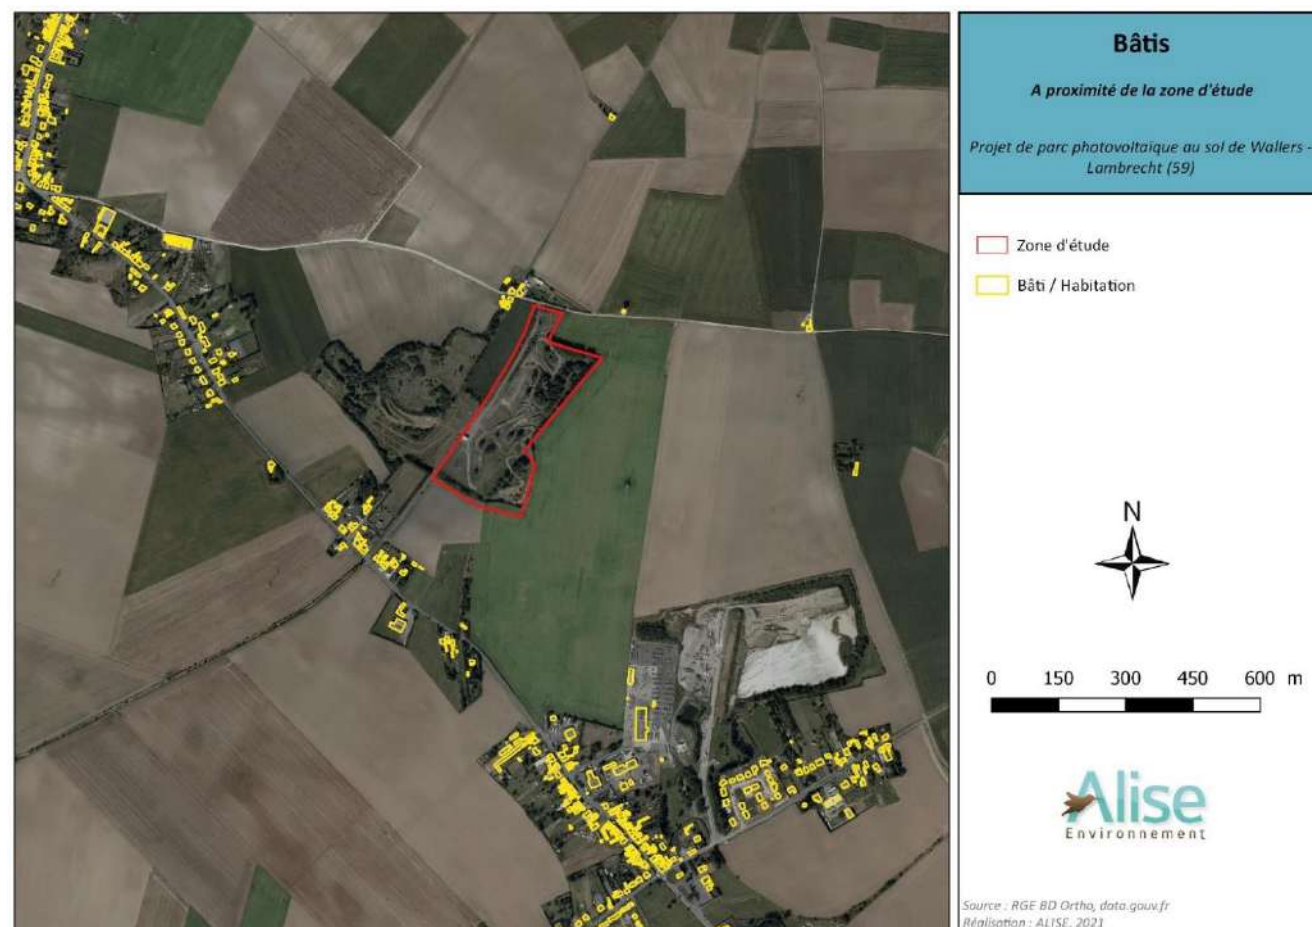 Bâtis
A proximité de la zone d'étude
Projet de parc photovoltaïque au sol de Wallers -
Lambrecht (59)
Zone d'étude
Bâti / Habitation
N
0 150 300 450 600 m
Alise
Environnement
Source : RGE BD Ortho, data.gouv.fr
Réalisation : ALISE, 2021